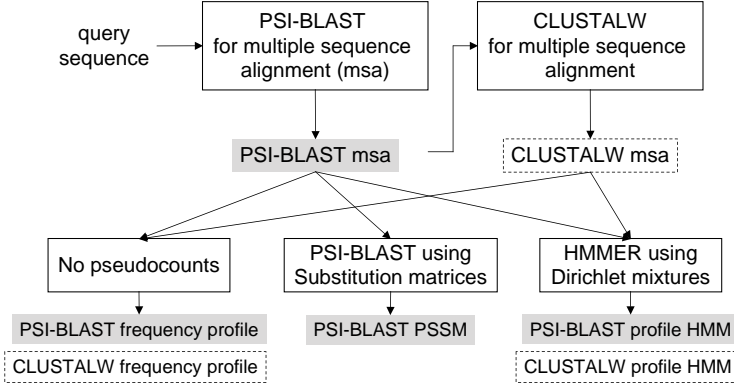 query
sequence
PSI-BLAST
for multiple sequence
alignment (msa)
CLUSTALW
for multiple sequence
alignment
PSI-BLAST msa
CLUSTALW msa
No pseudocounts
PSI-BLAST using
Substitution matrices
HMMER using
Dirichlet mixtures
PSI-BLAST frequency profile
PSI-BLAST PSSM
PSI-BLAST profile HMM
CLUSTALW frequency profile
CLUSTALW profile HMM